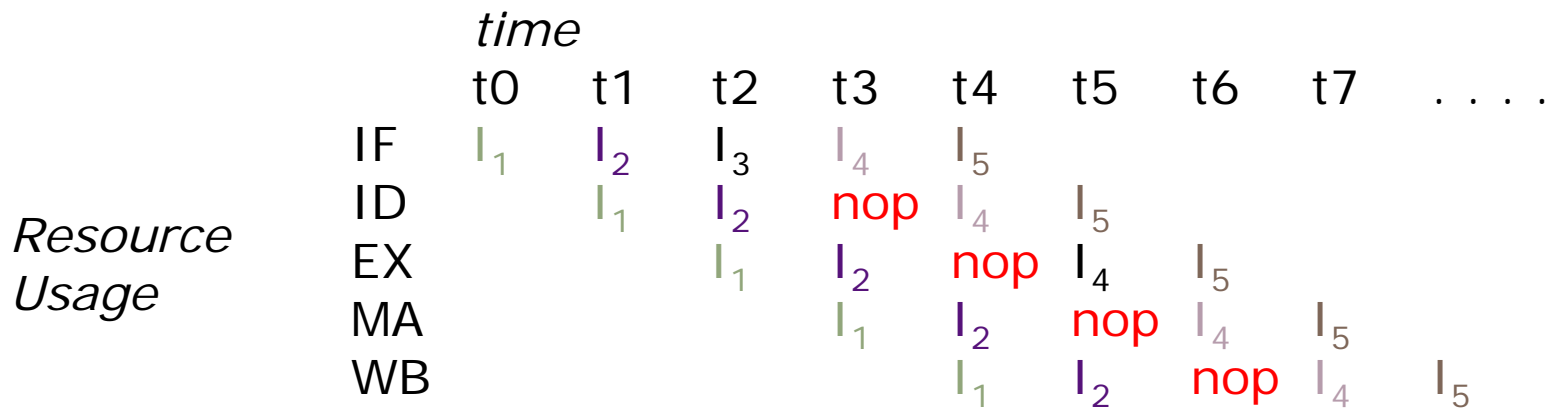 time
t0 t1 t2 t3 t4 t5 t6 t7 . . . .
IF I₁ I₂ I₃ I₄ I₅
ID I₁ I₂ nop I₄ I₅
Resource
EX I₁ I₂ nop I₄ I₅
Usage
MA I₁ I₂ nop I₄ I₅
WB I₁ I₂ nop I₄ I₅